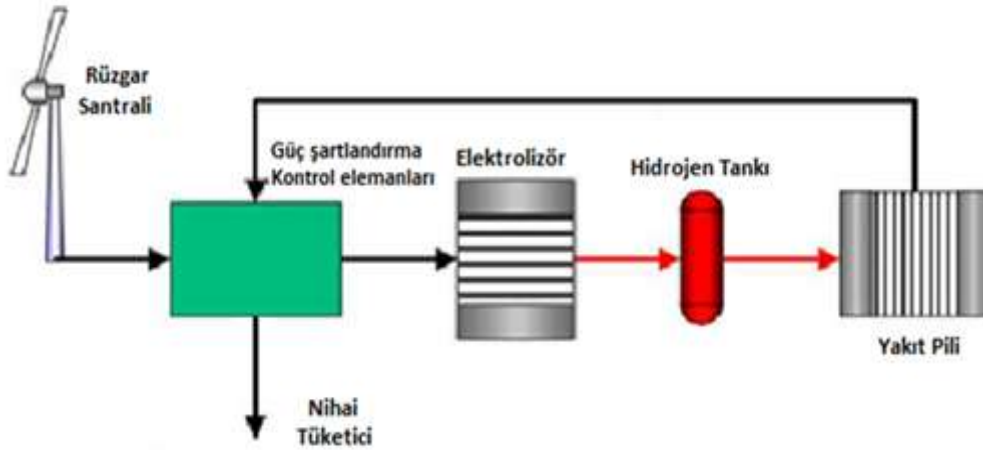 Rüzgar
Santrali
Güç şartlandırma
Kontrol elemanları
Elektrolizör
Hidrojen Tankı
Yakıt Pili
Nihai
Tüketici